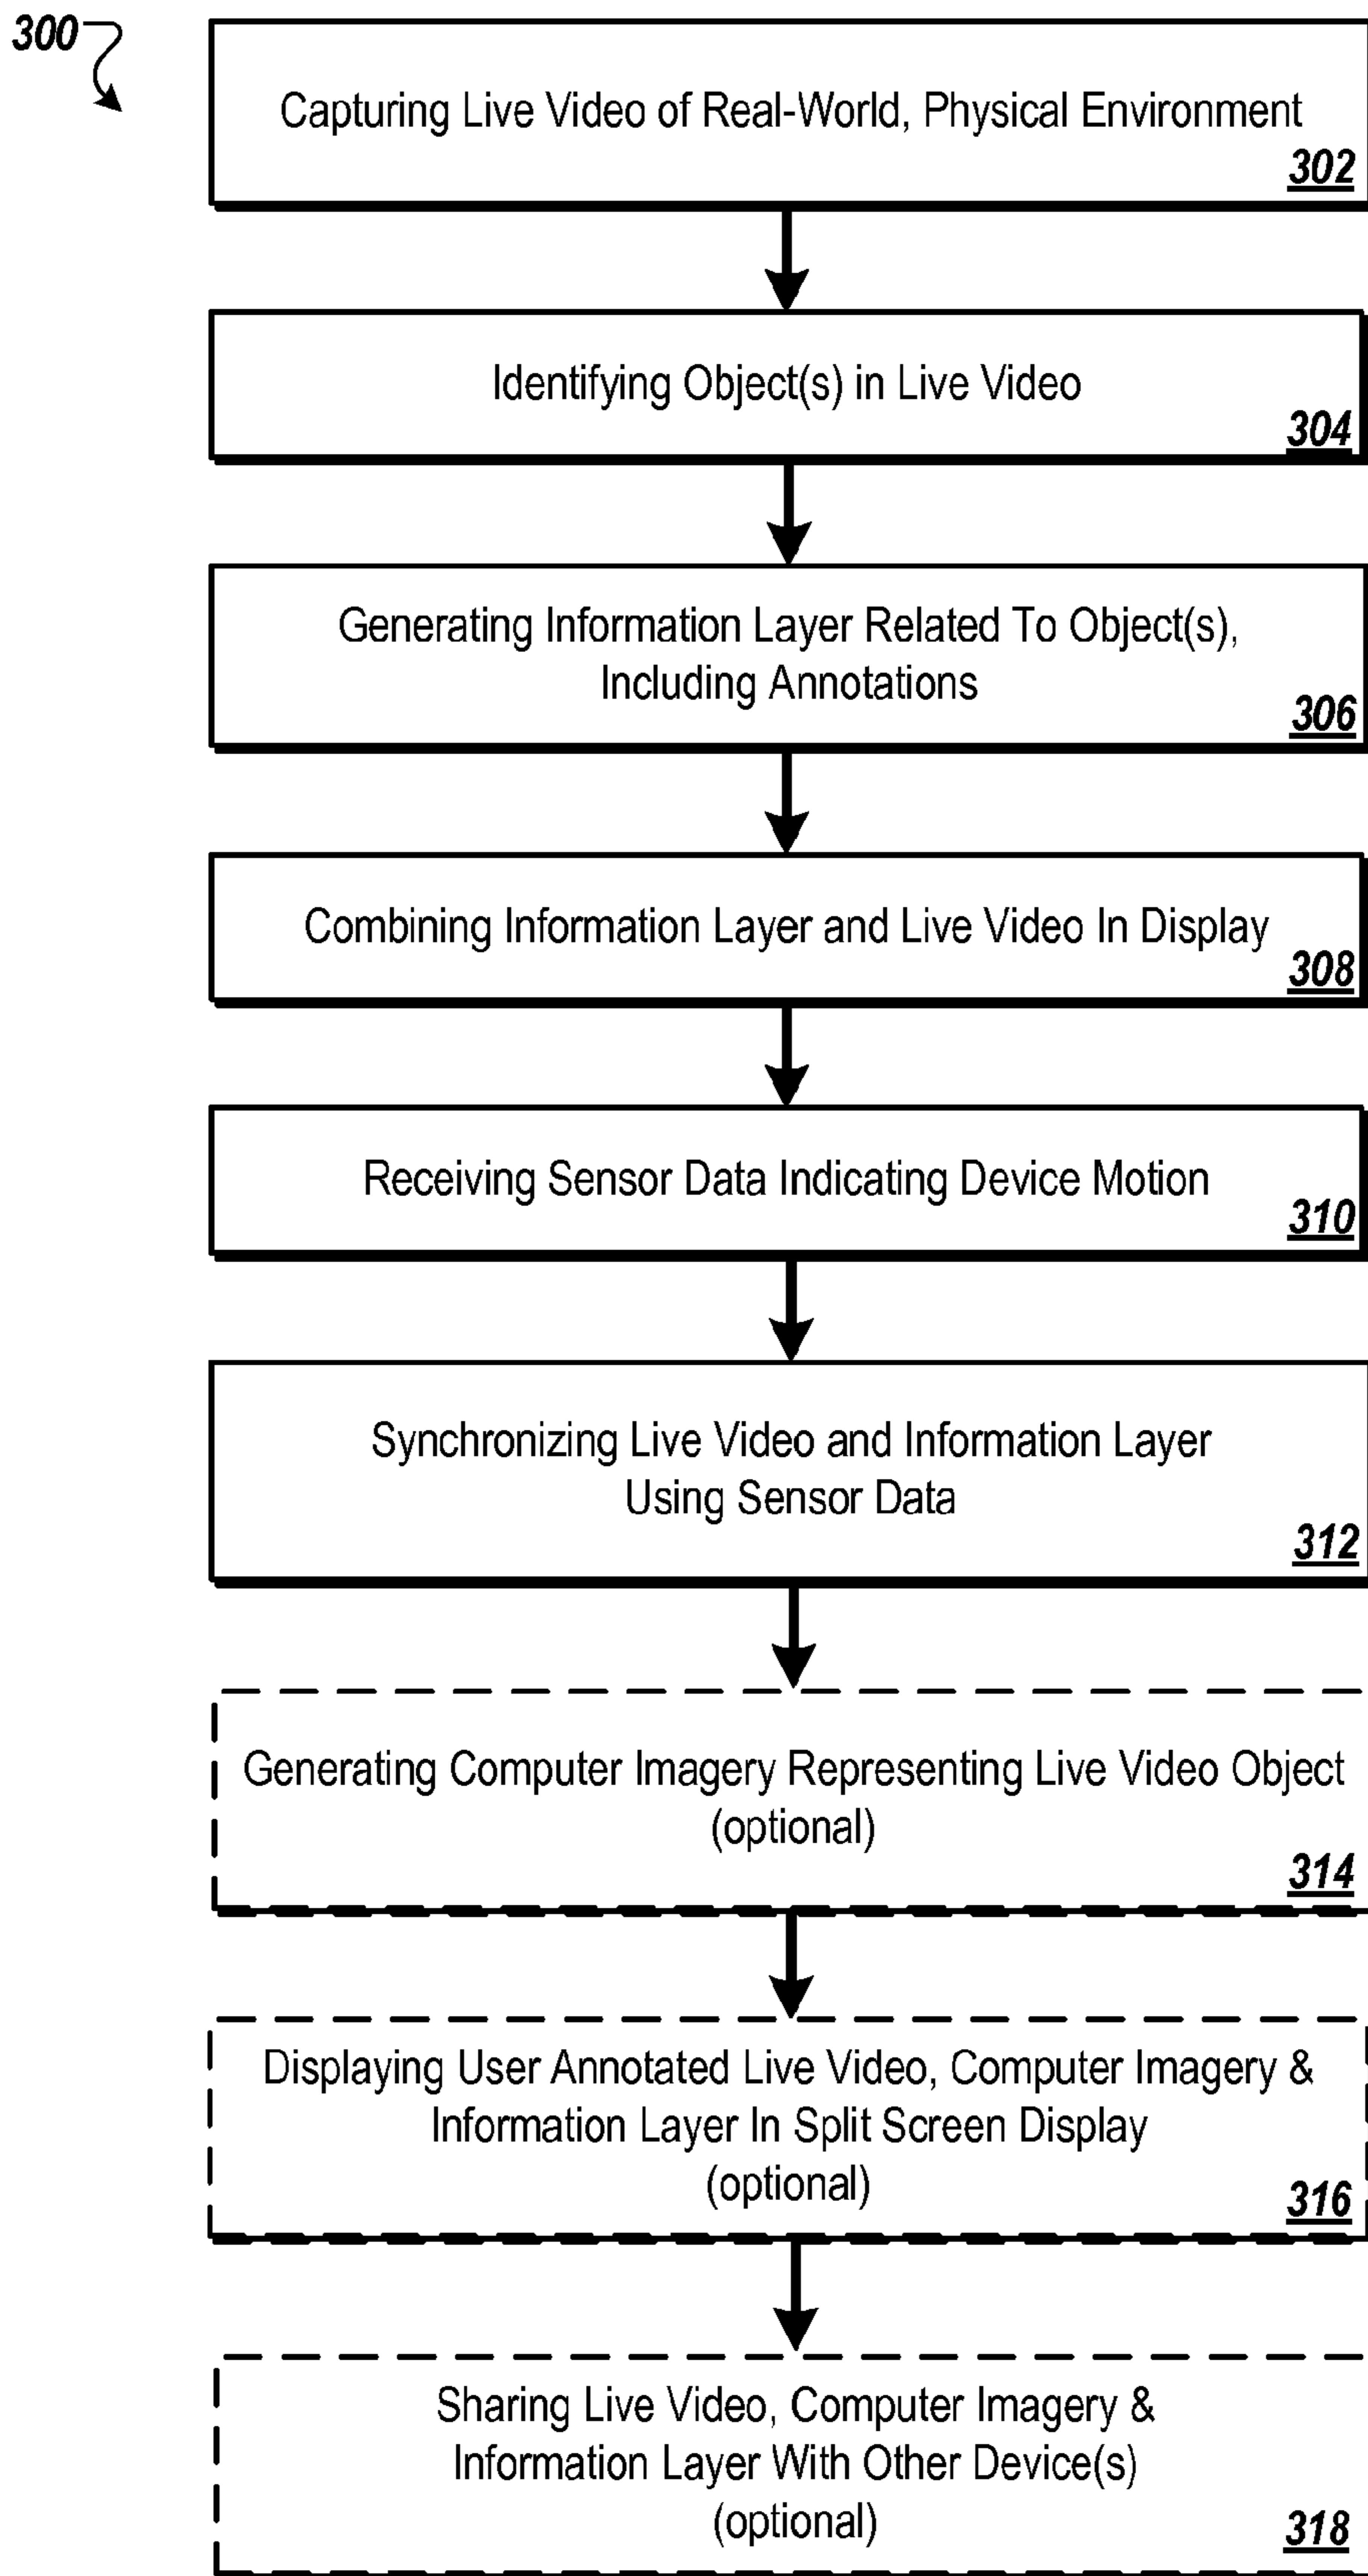 300
Capturing Live Video of Real-World, Physical Environment
302
Identifying Object(s) in Live Video
304
Generating Information Layer Related To Object(s),
Including Annotations
306
Combining Information Layer and Live Video In Display
308
Receiving Sensor Data Indicating Device Motion
310
Synchronizing Live Video and Information Layer
Using Sensor Data
312
Generating Computer Imagery Representing Live Video Object
(optional)
314
Displaying User Annotated Live Video, Computer Imagery &
Information Layer In Split Screen Display
(optional)
316
Sharing Live Video, Computer Imagery &
Information Layer With Other Device(s)
(optional)
318